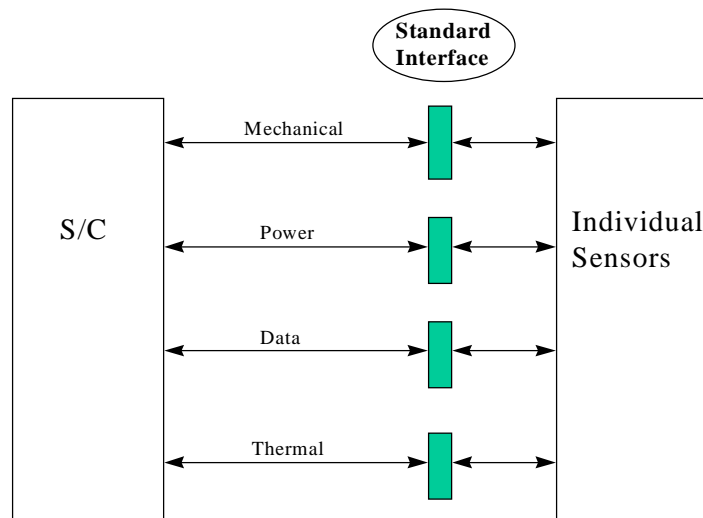 Standard
Interface
Mechanical
S/C
Power
Individual
Sensors
Data
Thermal